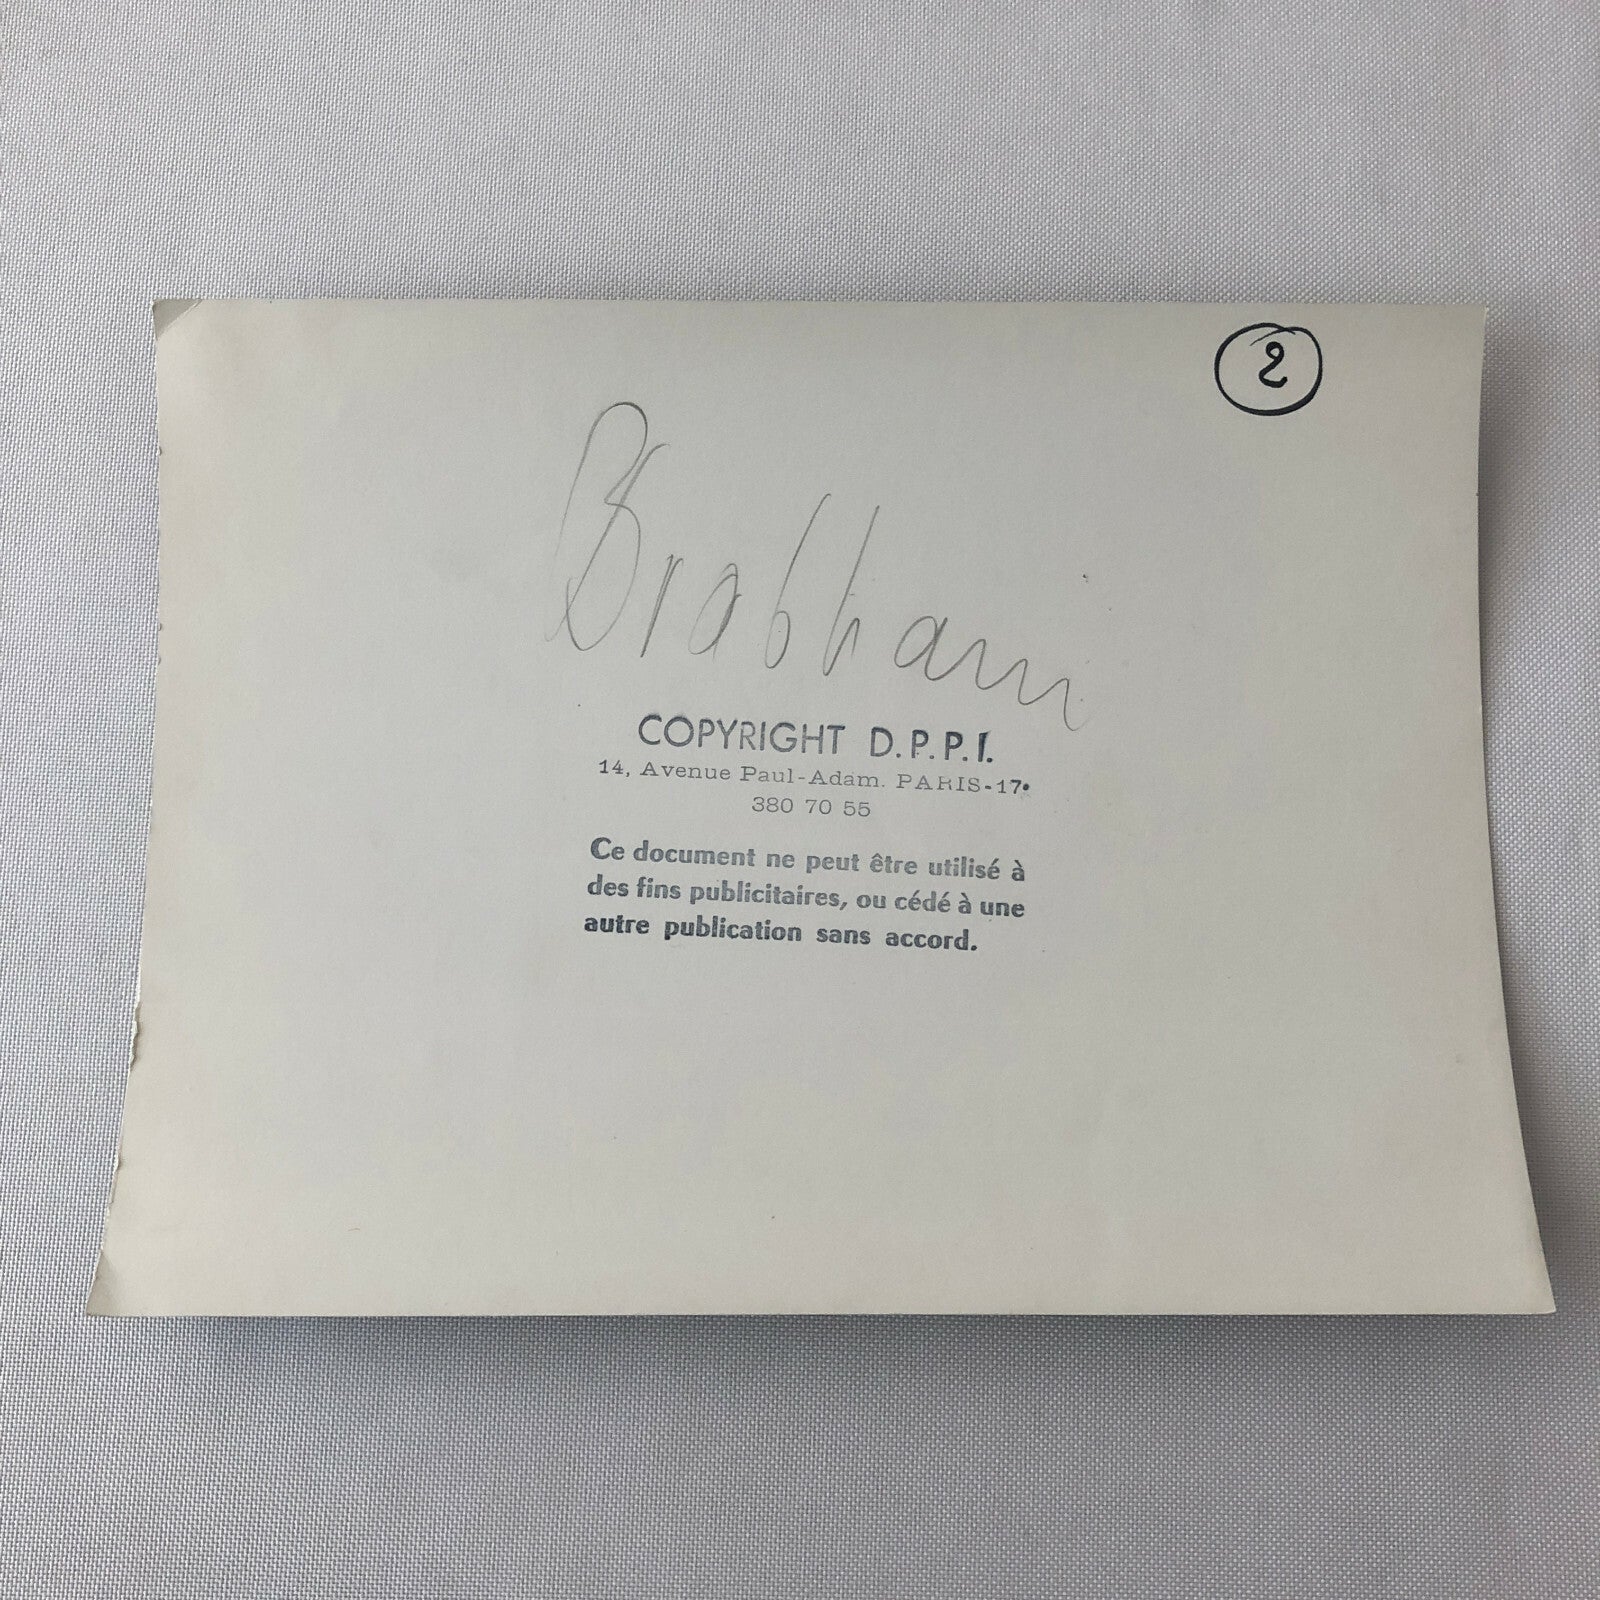 2
Brabham
COPYRIGHT D.P.P.I.
14, Avenue Paul-Adam. PARIS-17e
380 70 55
Ce document ne peut être utilisé à
des fins publicitaires, ou cédé à une
autre publication sans accord.